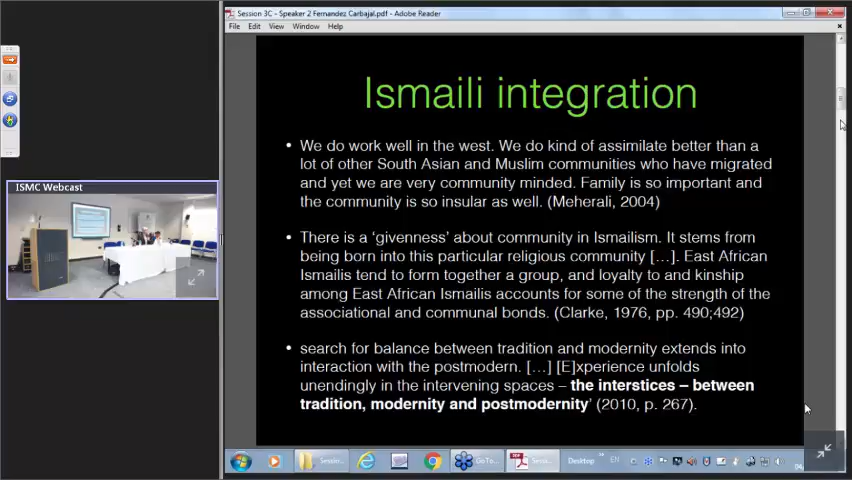 Session 3C - Speaker 2 Fernandez Carbajal.pdf - Adobe Reader
File Edit View Window Help
ISMC Webcast
Ismaili integration
• We do work well in the west. We do kind of assimilate better than a
lot of other South Asian and Muslim communities who have migrated
and yet we are very community minded. Family is so important and
the community is so insular as well. (Meherali, 2004)
• There is a ‘givenness’ about community in Ismailism. It stems from
being born into this particular religious community [...]. East African
Ismailis tend to form together a group, and loyalty to and kinship
among East African Ismailis accounts for some of the strength of the
associational and communal bonds. (Clarke, 1976, pp. 490;492)
• search for balance between tradition and modernity extends into
interaction with the postmodern. [...] [E]xperience unfolds
unendingly in the intervening spaces – the interstices – between
tradition, modernity and postmodernity’ (2010, p. 267).
Sessio... GoTo... Sessi... Desktop EN